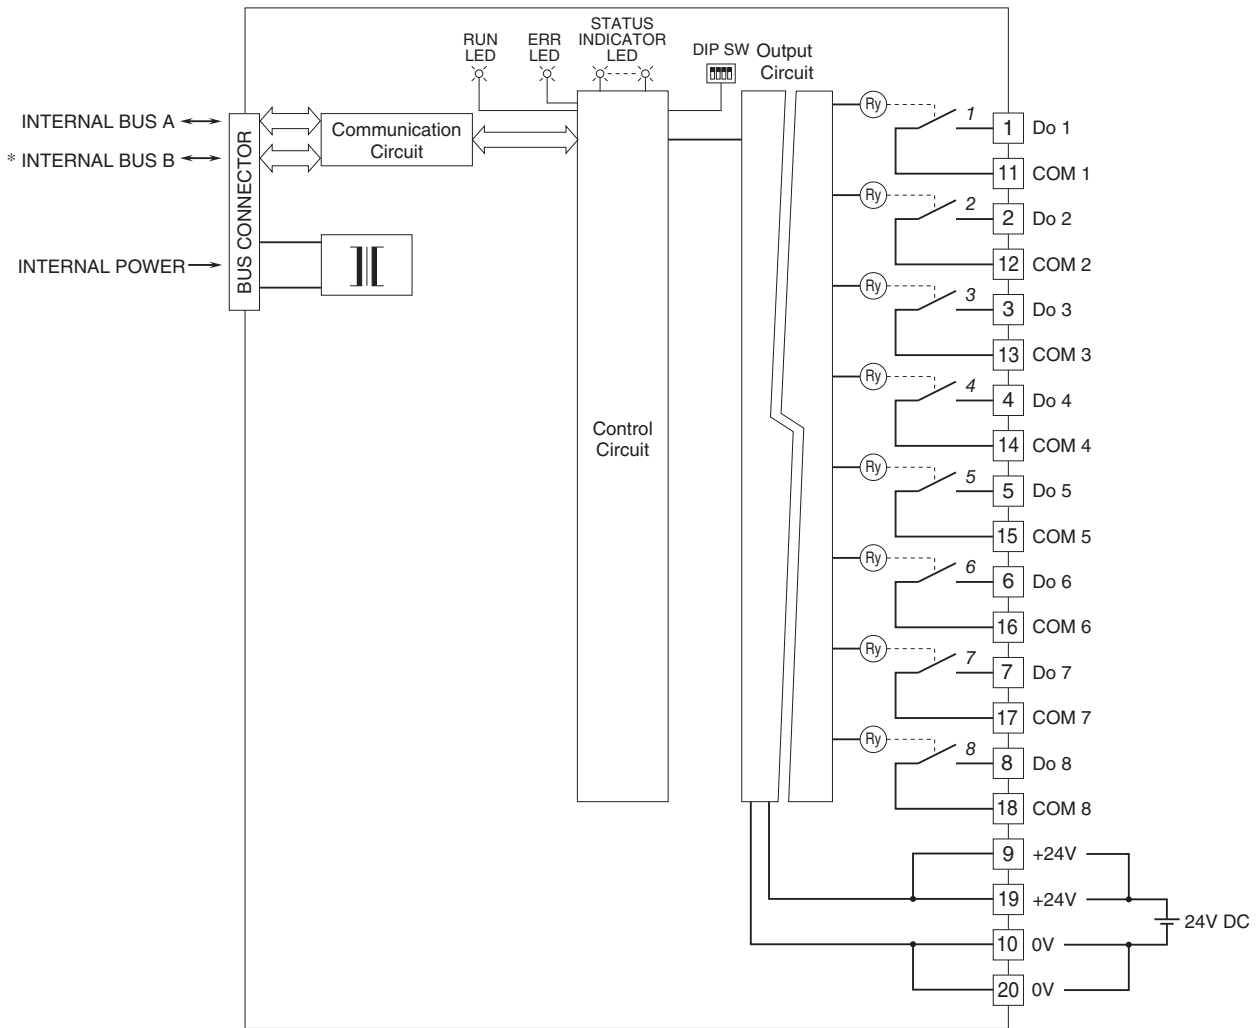 STATUS
INDICATOR
LED
RUN
LED
ERR
LED
DIP SW
Output
Circuit
INTERNAL BUS A
* INTERNAL BUS B
INTERNAL POWER
BUS CONNECTOR
Communication
Circuit
Control
Circuit
Ry 1 1 Do 1
11 COM 1
Ry 2 2 Do 2
12 COM 2
Ry 3 3 Do 3
13 COM 3
Ry 4 4 Do 4
14 COM 4
Ry 5 5 Do 5
15 COM 5
Ry 6 6 Do 6
16 COM 6
Ry 7 7 Do 7
17 COM 7
Ry 8 8 Do 8
18 COM 8
9 +24V
19 +24V
24V DC
10 0V
20 0V